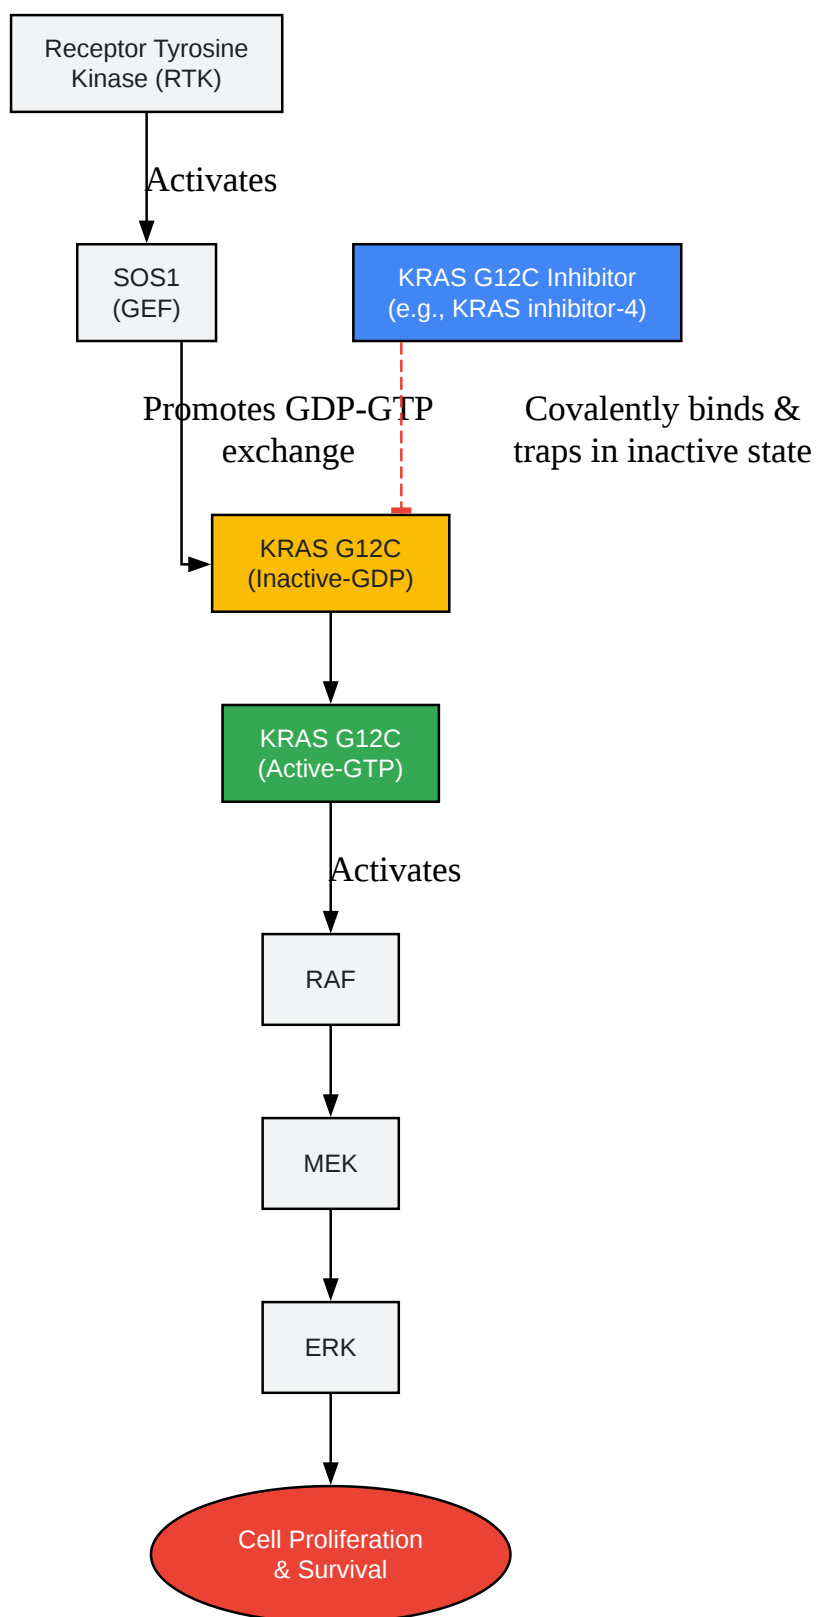 Receptor Tyrosine
Kinase (RTK)
Activates
SOS1
(GEF)
KRAS G12C Inhibitor
(e.g., KRAS inhibitor-4)
Promotes GDP-GTP
exchange
Covalently binds &
traps in inactive state
KRAS G12C
(Inactive-GDP)
KRAS G12C
(Active-GTP)
Activates
RAF
MEK
ERK
Cell Proliferation
& Survival